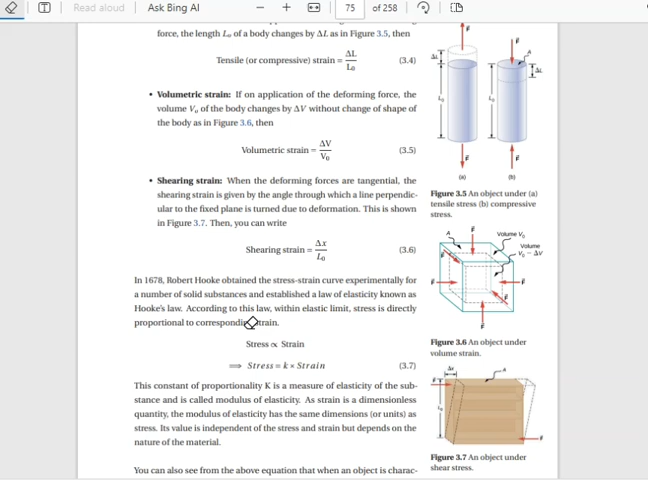 Read aloud
Ask Bing AI
75
of 258
force, the length L₀ of a body changes by ΔL as in Figure 3.5, then
Tensile (or compressive) strain = ΔL / L₀ (3.4)
• Volumetric strain: If on application of the deforming force, the
volume V₀ of the body changes by ΔV without change of shape of
the body as in Figure 3.6, then
Volumetric strain = ΔV / V₀ (3.5)
• Shearing strain: When the deforming forces are tangential, the
shearing strain is given by the angle through which a line perpendic-
ular to the fixed plane is turned due to deformation. This is shown
in Figure 3.7. Then, you can write
Shearing strain = Δx / L₀ (3.6)
In 1678, Robert Hooke obtained the stress-strain curve experimentally for
a number of solid substances and established a law of elasticity known as
Hooke's law. According to this law, within elastic limit, stress is directly
proportional to corresponding strain.
Stress ∝ Strain
⟹ Stress = k × Strain (3.7)
This constant of proportionality K is a measure of elasticity of the sub-
stance and is called modulus of elasticity. As strain is a dimensionless
quantity, the modulus of elasticity has the same dimensions (or units) as
stress. Its value is independent of the stress and strain but depends on the
nature of the material.
You can also see from the above equation that when an object is charac-
F
F
A
ΔL
ΔL
L₀
L₀
F
F
(a)
(b)
Figure 3.5 An object under (a)
tensile stress (b) compressive
stress.
A
F
Volume V₀
Volume
V₀ − ΔV
F
F
F
F
F
Figure 3.6 An object under
volume strain.
Δx
A
F
L₀
F
Figure 3.7 An object under
shear stress.